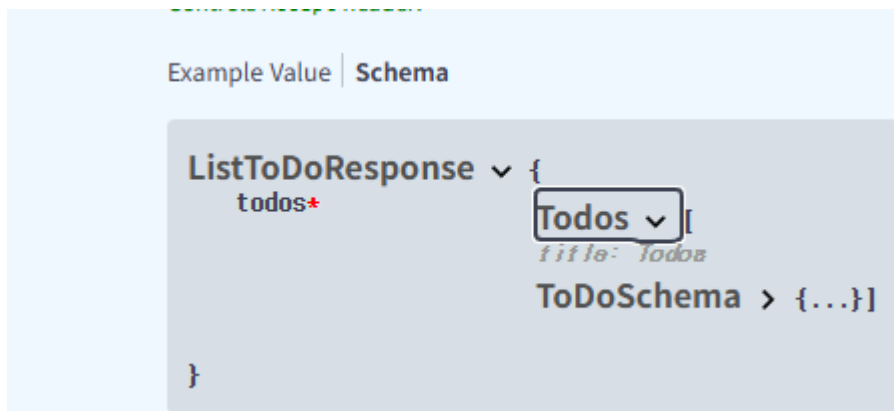 Example Value | Schema
ListToDoResponse {
todos*
Todos [
title: Todos
ToDoSchema > {...}]
}